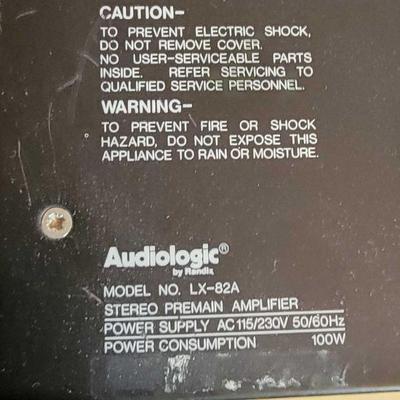 CAUTION-
TO PREVENT ELECTRIC SHOCK,
DO NOT REMOVE COVER.
NO USER-SERVICEABLE PARTS
INSIDE. REFER SERVICING TO
QUALIFIED SERVICE PERSONNEL.
WARNING-
TO PREVENT FIRE OR SHOCK
HAZARD, DO NOT EXPOSE THIS
APPLIANCE TO RAIN OR MOISTURE.
Audiologic®
by Randix
MODEL NO. LX-82A
STEREO PREMAIN AMPLIFIER
POWER SUPPLY AC 115/230V 50/60Hz
POWER CONSUMPTION 100W